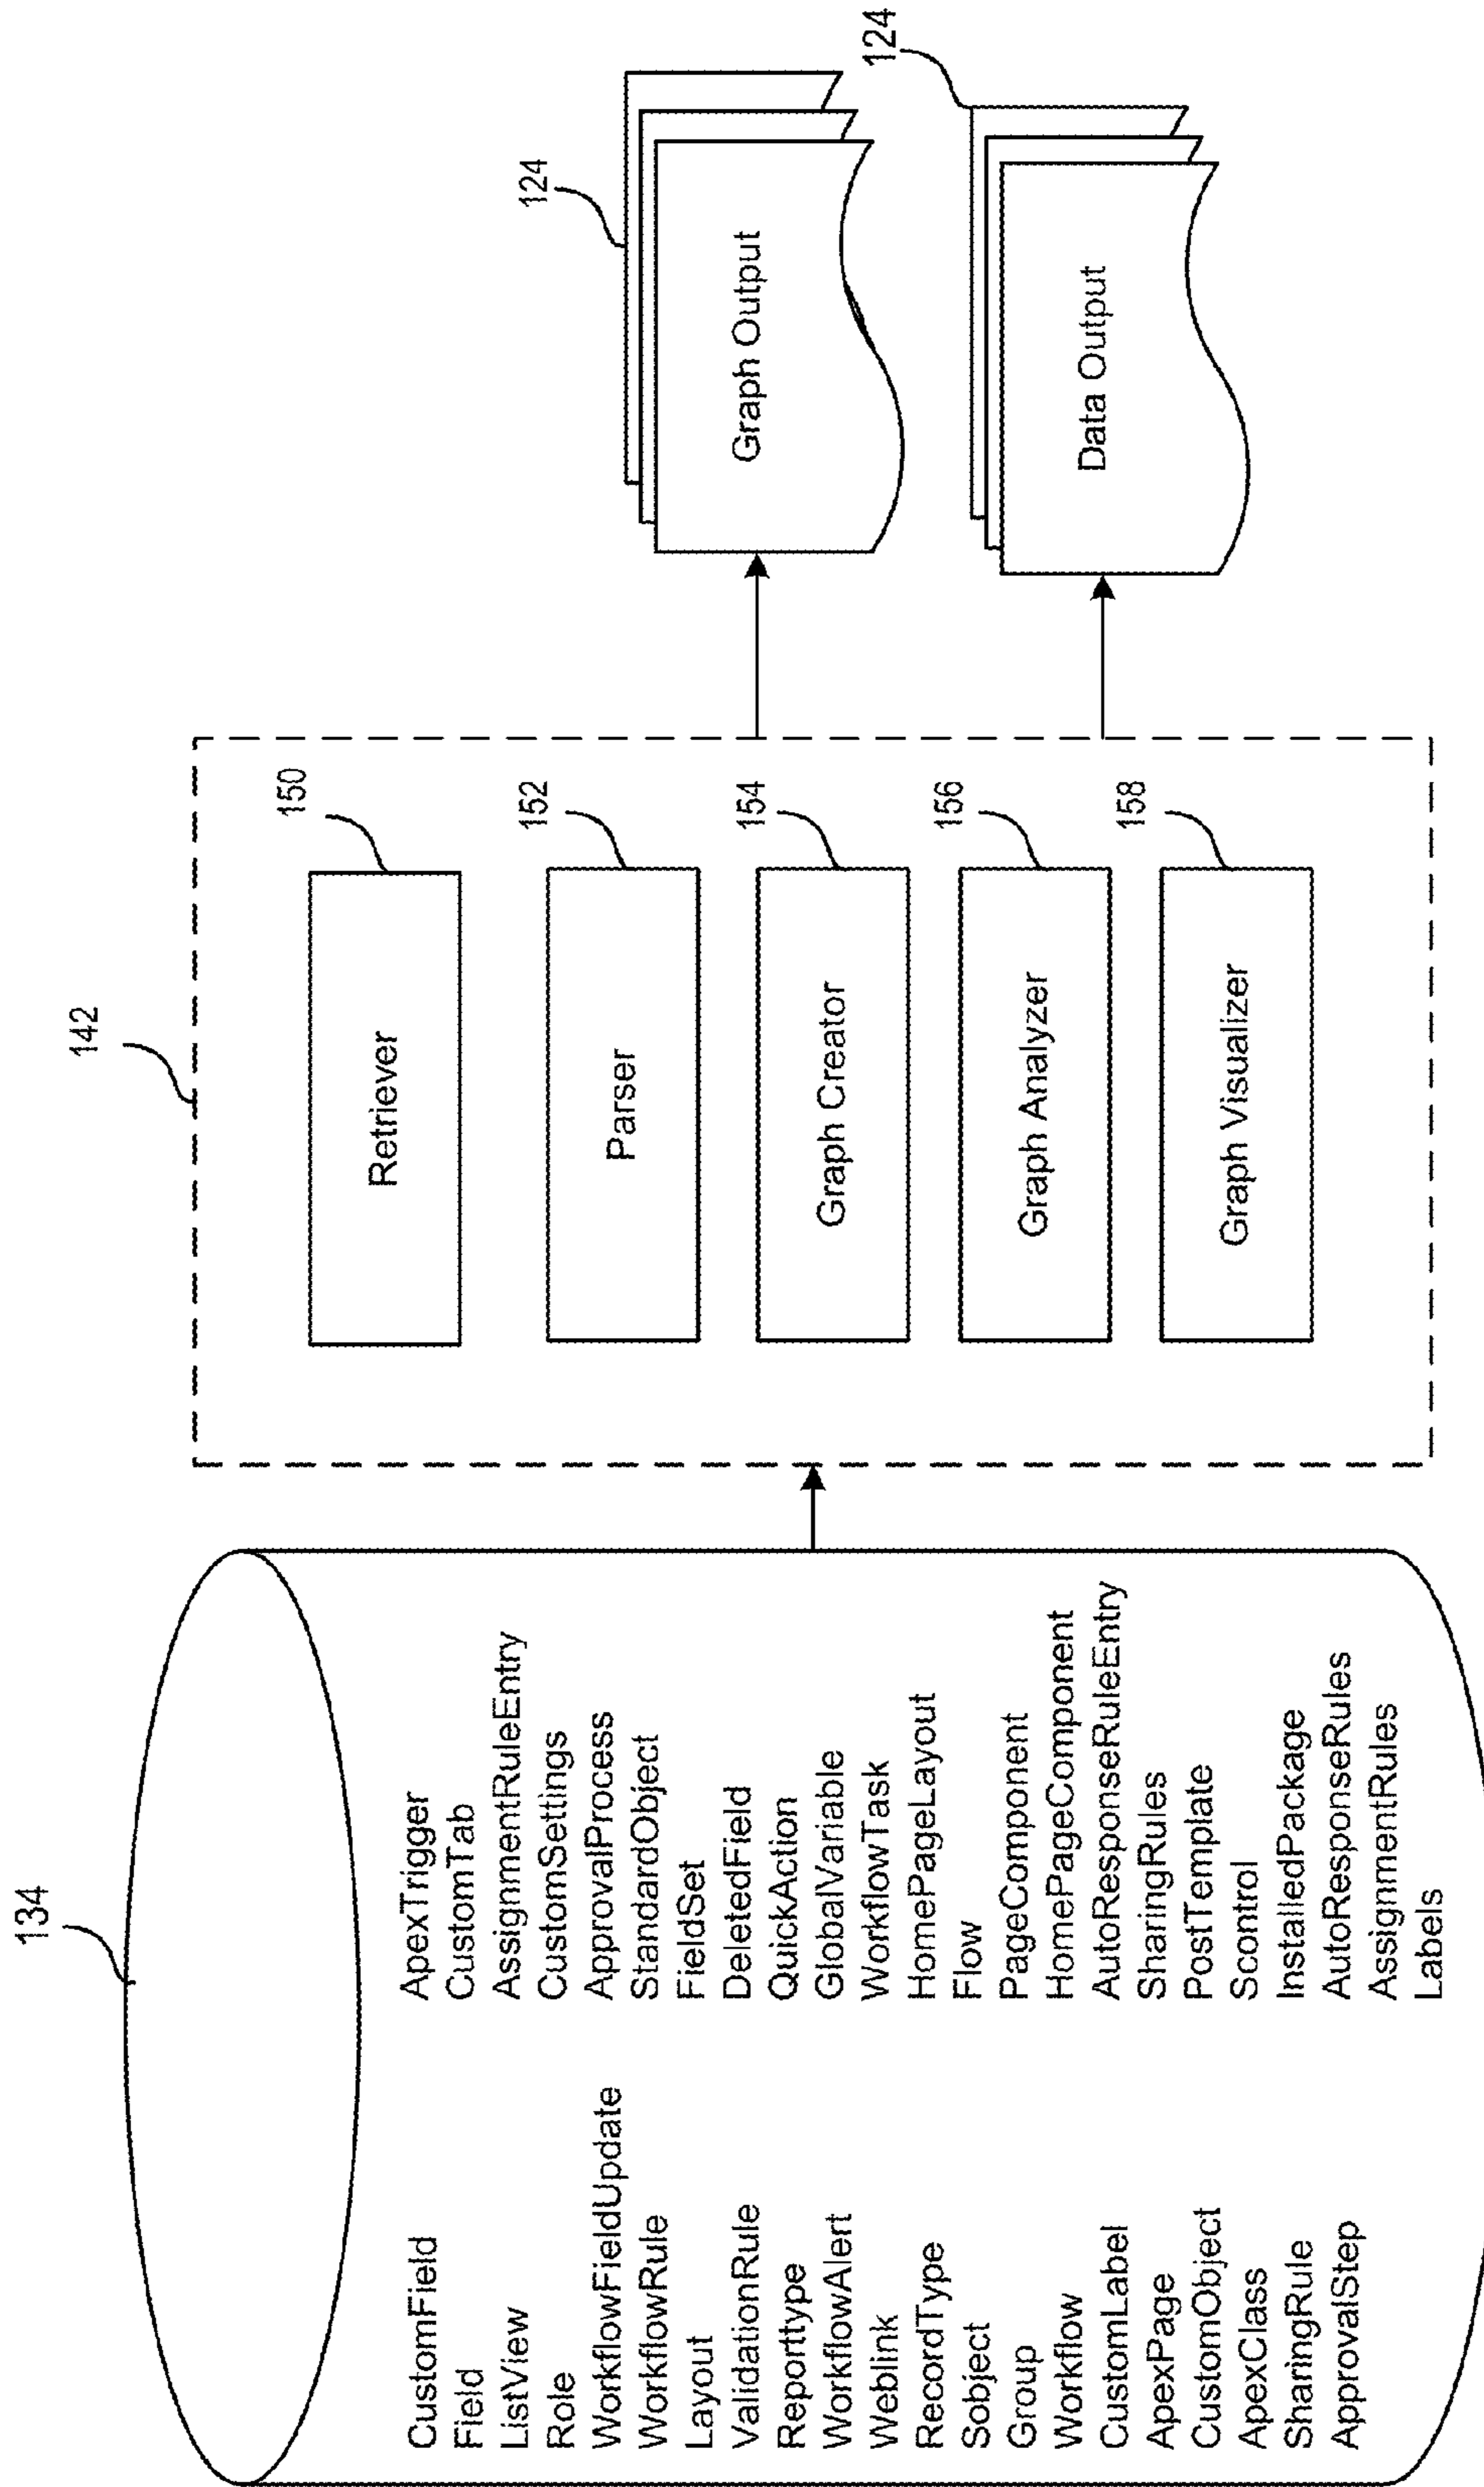 134
CustomField
Field
ListView
Role
WorkflowFieldUpdate
WorkflowRule
Layout
ValidationRule
Reporttype
WorkflowAlert
Weblink
RecordType
Sobject
Group
Workflow
CustomLabel
ApexPage
CustomObject
ApexClass
SharingRule
ApprovalStep
ApexTrigger
CustomTab
AssignmentRuleEntry
CustomSettings
ApprovalProcess
StandardObject
FieldSet
DeletedField
QuickAction
GlobalVariable
WorkflowTask
HomePageLayout
Flow
PageComponent
HomePageComponent
AutoResponseRuleEntry
SharingRules
PostTemplate
Scontrol
InstalledPackage
AutoResponseRules
AssignmentRules
Labels
142
150
Retriever
152
Parser
154
Graph Creator
156
Graph Analyzer
158
Graph Visualizer
124
Graph Output
124
Data Output